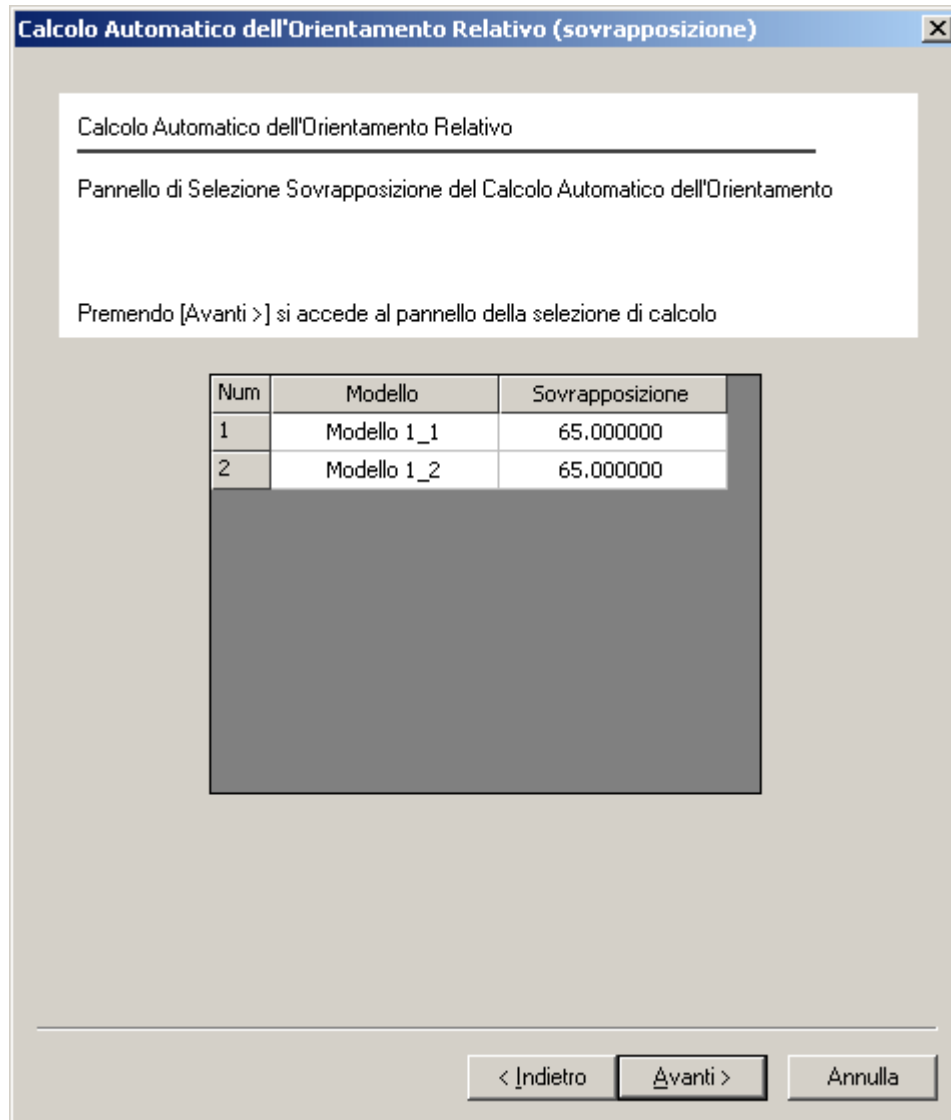 Calcolo Automatico dell'Orientamento Relativo (sovrapposizione)
Calcolo Automatico dell'Orientamento Relativo
Pannello di Selezione Sovrapposizione del Calcolo Automatico dell'Orientamento
Premendo [Avanti >] si accede al pannello della selezione di calcolo
Num Modello Sovrapposizione
1 Modello 1_1 65.000000
2 Modello 1_2 65.000000
< Indietro Avanti > Annulla